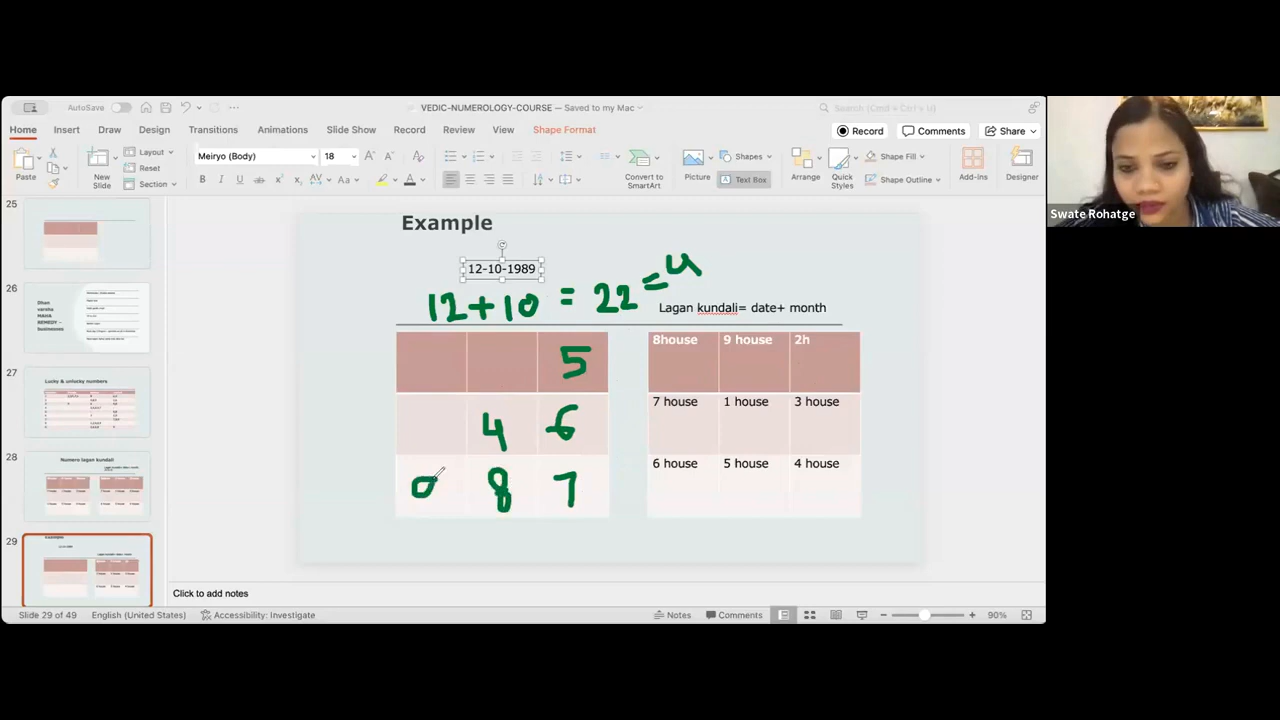 AutoSave
VEDIC-NUMEROLOGY-COURSE — Saved to my Mac
Search (Cmd + Ctrl + U)
Home Insert Draw Design Transitions Animations Slide Show Record Review View Shape Format
Record Comments Share
Paste
New Slide
Layout
Reset
Section
Meiryo (Body) 18
Convert to SmartArt
Picture
Shapes
Text Box
Arrange
Quick Styles
Shape Fill
Shape Outline
Add-ins
Designer
Swate Rohatge
25
26
27
Lucky & unlucky numbers
28
Numero lagan kundali
29
Example
12-10-1989
12+10 = 22 = 4
Lagan kundali= date+ month
5
4 6
8 7
8house 9 house 2h
7 house 1 house 3 house
6 house 5 house 4 house
Click to add notes
Slide 29 of 49 English (United States) Accessibility: Investigate Notes Comments 90%